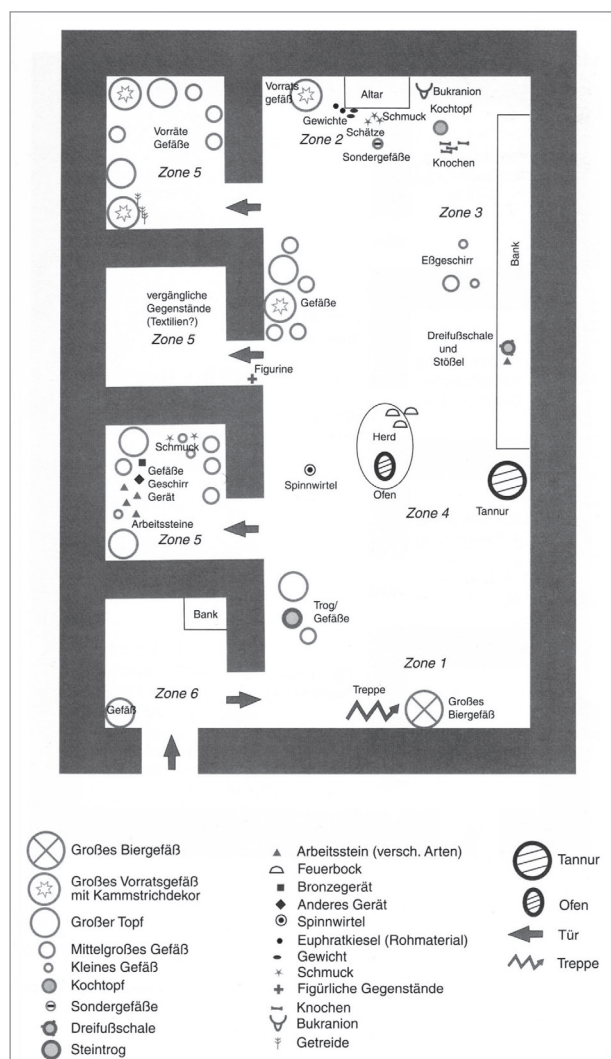 Vorrats
gefäß
Altar
Bukranion
Kochtopf
Gewichte
Schmuck
Schätze
Zone 2
Sondergefäße
Knochen
Vorräte
Gefäße
Zone 5
Zone 3
Bank
Eßgeschirr
Gefäße
vergängliche
Gegenstände
(Textilien?)
Zone 5
Figurine
Dreifußschale
und
Stößel
Herd
Ofen
Schmuck
Gefäße
Geschirr
Gerät
Arbeitssteine
Zone 5
Spinnwirtel
Zone 4
Tannur
Bank
Trog/
Gefäße
Zone 1
Zone 6
Gefäß
Treppe
Großes
Biergefäß
Großes Biergefäß
Großes Vorratsgefäß
mit Kammstrichdekor
Großer Topf
Mittelgroßes Gefäß
Kleines Gefäß
Kochtopf
Sondergefäße
Dreifußschale
Steintrog
Arbeitsstein (versch. Arten)
Feuerbock
Bronzegerät
Anderes Gerät
Spinnwirtel
Euphratkiesel (Rohmaterial)
Gewicht
Schmuck
Figürliche Gegenstände
Knochen
Bukranion
Getreide
Tannur
Ofen
Tür
Treppe